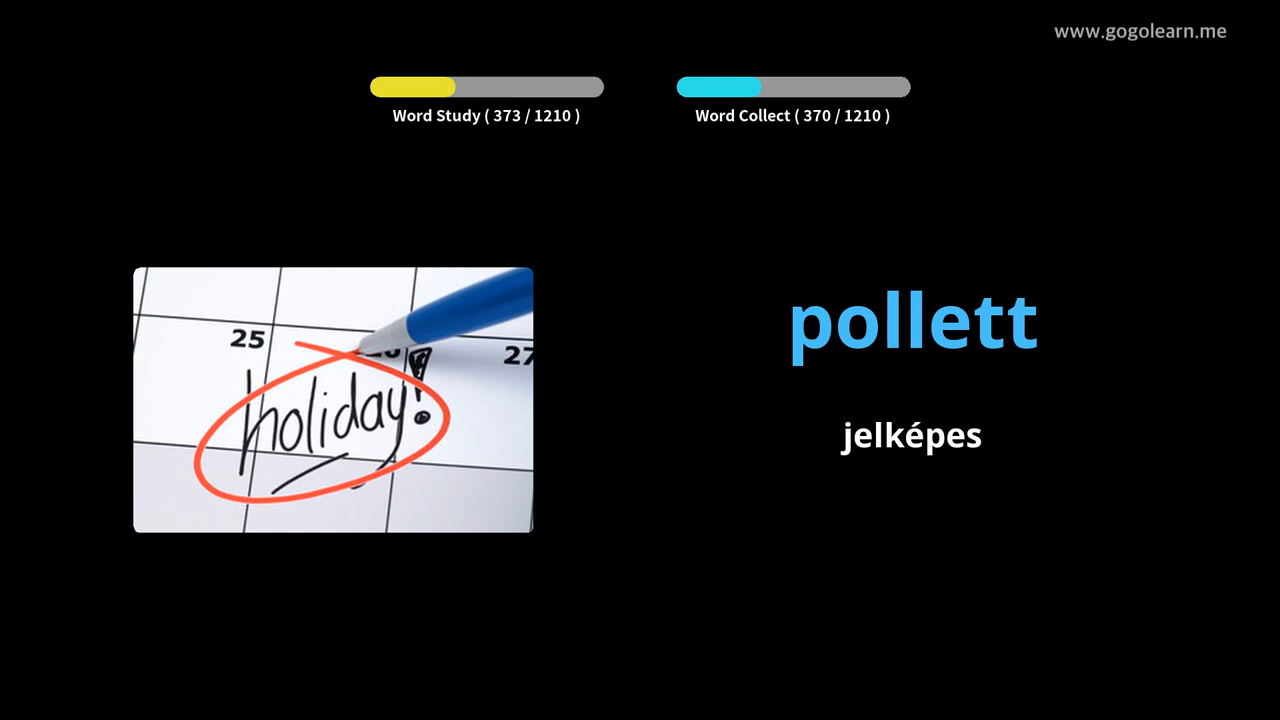 www.gogolearn.me
Word Study ( 373 / 1210 )
Word Collect ( 370 / 1210 )
25
27
holiday!
pollett
jelképes